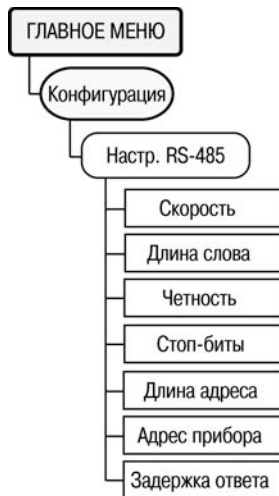 ГЛАВНОЕ МЕНЮ
Конфигурация
Настр. RS-485
Скорость
Длина слова
Четность
Стоп-биты
Длина адреса
Адрес прибора
Задержка ответа